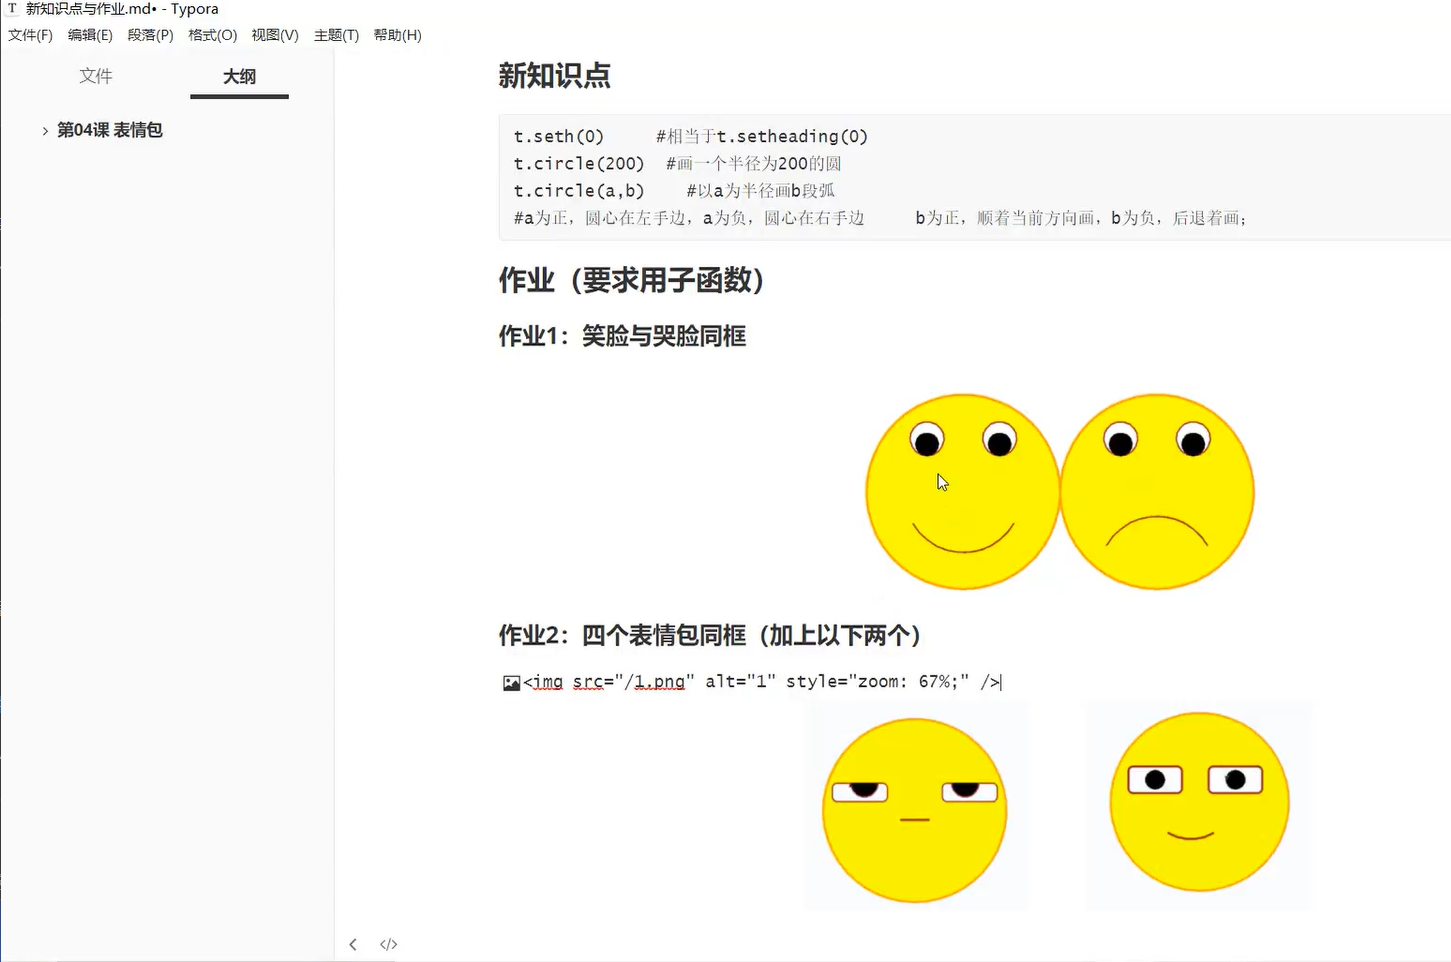 新知识点与作业.md• - Typora
文件(F) 编辑(E) 段落(P) 格式(O) 视图(V) 主题(T) 帮助(H)
文件 大纲
第04课 表情包
新知识点
t.seth(0) #相当于t.setheading(0)
t.circle(200) #画一个半径为200的圆
t.circle(a,b) #以a为半径画b段弧
#a为正，圆心在左手边，a为负，圆心在右手边 b为正，顺着当前方向画，b为负，后退着画；
作业（要求用子函数）
作业1：笑脸与哭脸同框
作业2：四个表情包同框（加上以下两个）
<img src="/1.png" alt="1" style="zoom: 67%;" />